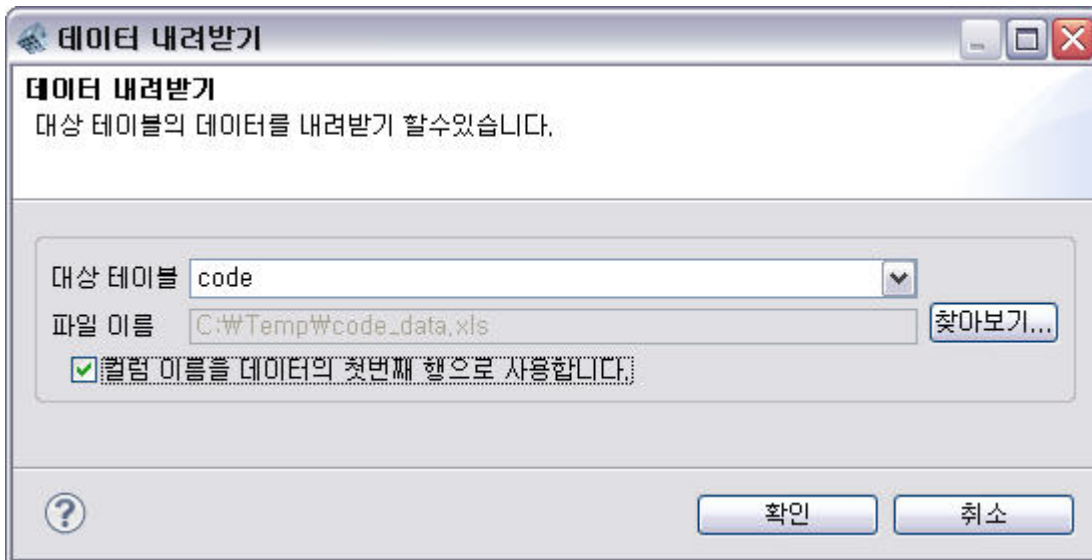 데이터 내려받기
데이터 내려받기
대상 테이블의 데이터를 내려받기 할수있습니다.
대상 테이블 code
파일 이름 C:₩Temp₩code_data.xls 찾아보기...
컬럼 이름을 데이터의 첫번째 행으로 사용합니다.
확인 취소